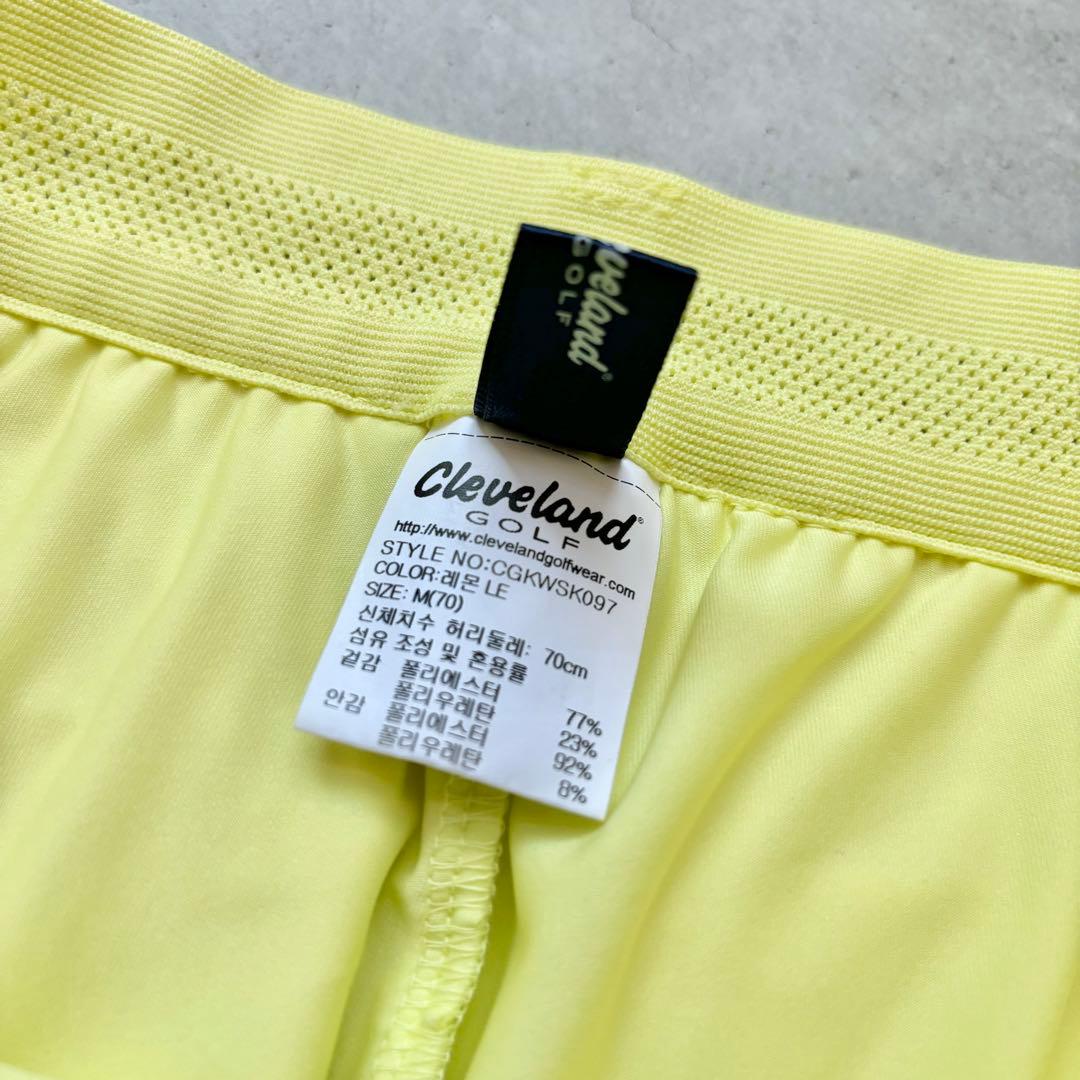 eveland
GOLF
Cleveland
GOLF
http://www.clevelandgolfwear.com
STYLE NO:CGKWSK097
COLOR:레몬 LE
SIZE: M(70)
신체치수 허리둘레: 70cm
섬유 조성 및 혼용률
겉감 폴리에스터 77%
폴리우레탄 23%
안감 폴리에스터 92%
폴리우레탄 8%